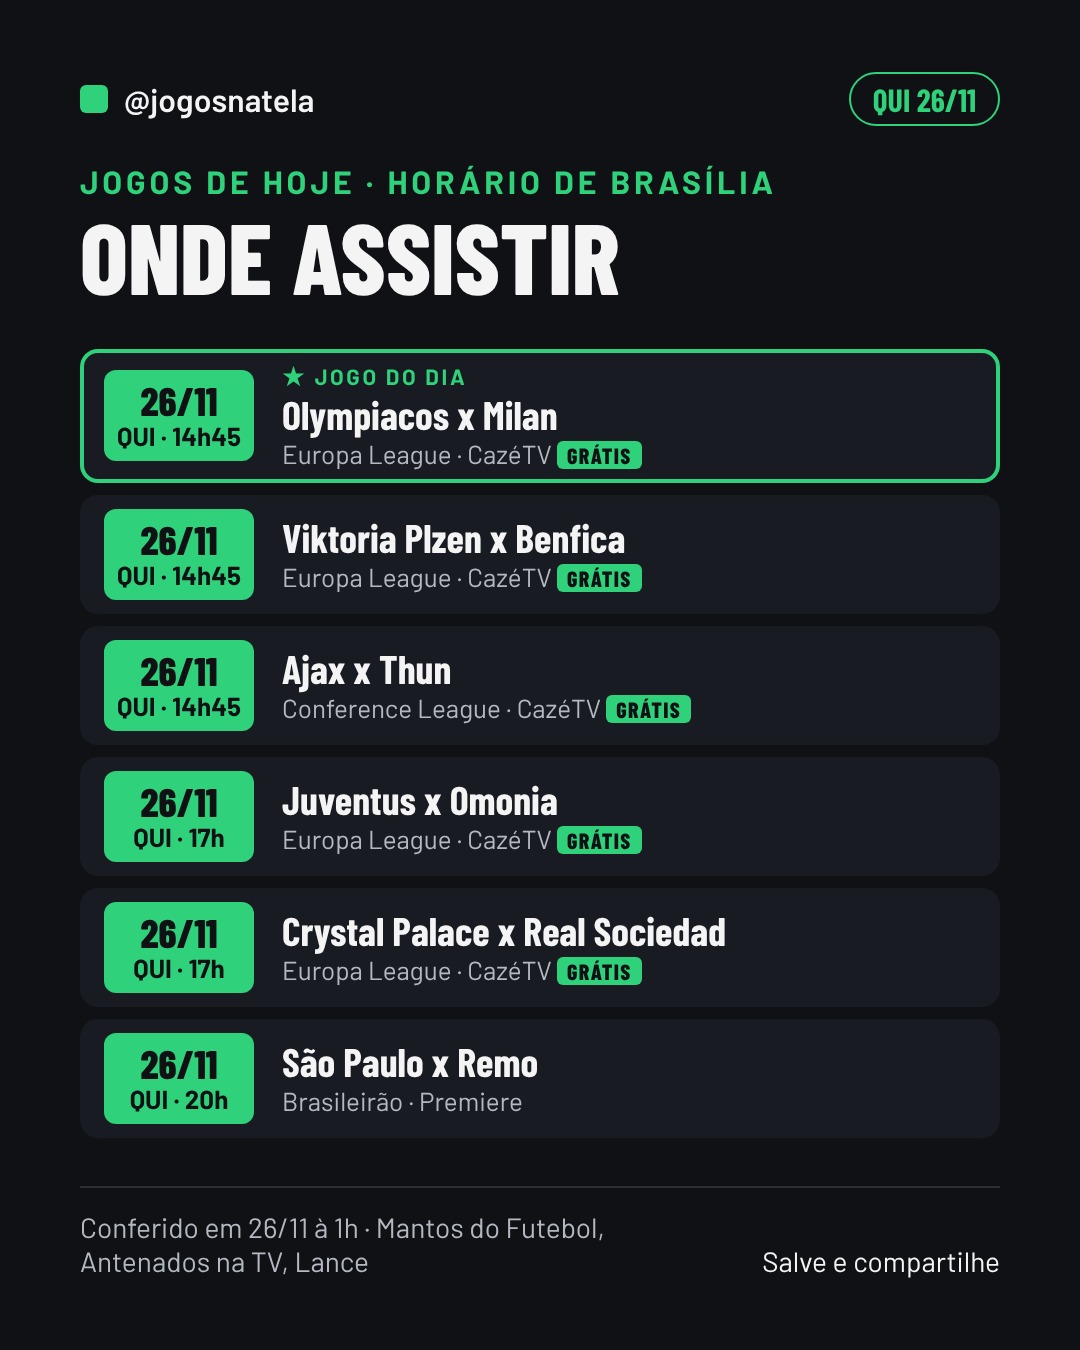 @jogosnatela
QUI 26/11
JOGOS DE HOJE · HORÁRIO DE BRASÍLIA
ONDE ASSISTIR
26/11
QUI · 14h45
★ JOGO DO DIA
Olympiacos x Milan
Europa League · CazéTV GRÁTIS
26/11
QUI · 14h45
Viktoria Plzen x Benfica
Europa League · CazéTV GRÁTIS
26/11
QUI · 14h45
Ajax x Thun
Conference League · CazéTV GRÁTIS
26/11
QUI · 17h
Juventus x Omonia
Europa League · CazéTV GRÁTIS
26/11
QUI · 17h
Crystal Palace x Real Sociedad
Europa League · CazéTV GRÁTIS
26/11
QUI · 20h
São Paulo x Remo
Brasileirão · Premiere
Conferido em 26/11 à 1h · Mantos do Futebol,
Antenados na TV, Lance
Salve e compartilhe